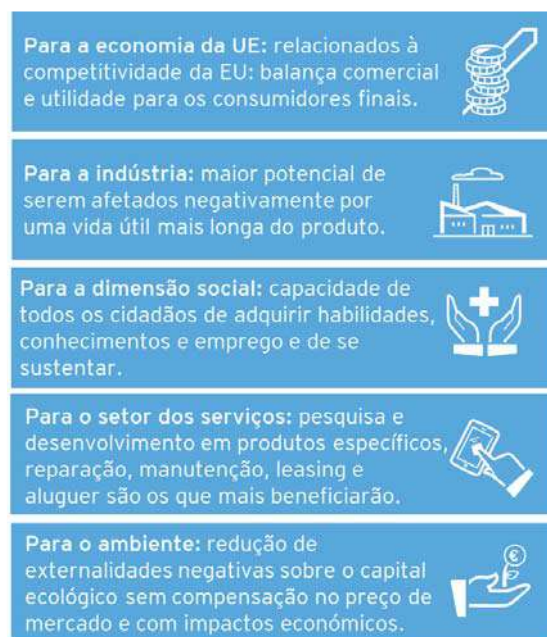 Para a economia da UE: relacionados à
competitividade da EU: balança comercial
e utilidade para os consumidores finais.
Para a indústria: maior potencial de
serem afetados negativamente por
uma vida útil mais longa do produto.
Para a dimensão social: capacidade de
todos os cidadãos de adquirir habilidades,
conhecimentos e emprego e de se
sustentar.
Para o setor dos serviços: pesquisa e
desenvolvimento em produtos específicos,
reparação, manutenção, leasing e
aluguer são os que mais beneficiarão.
Para o ambiente: redução de
externalidades negativas sobre o capital
ecológico sem compensação no preço de
mercado e com impactos económicos.
€